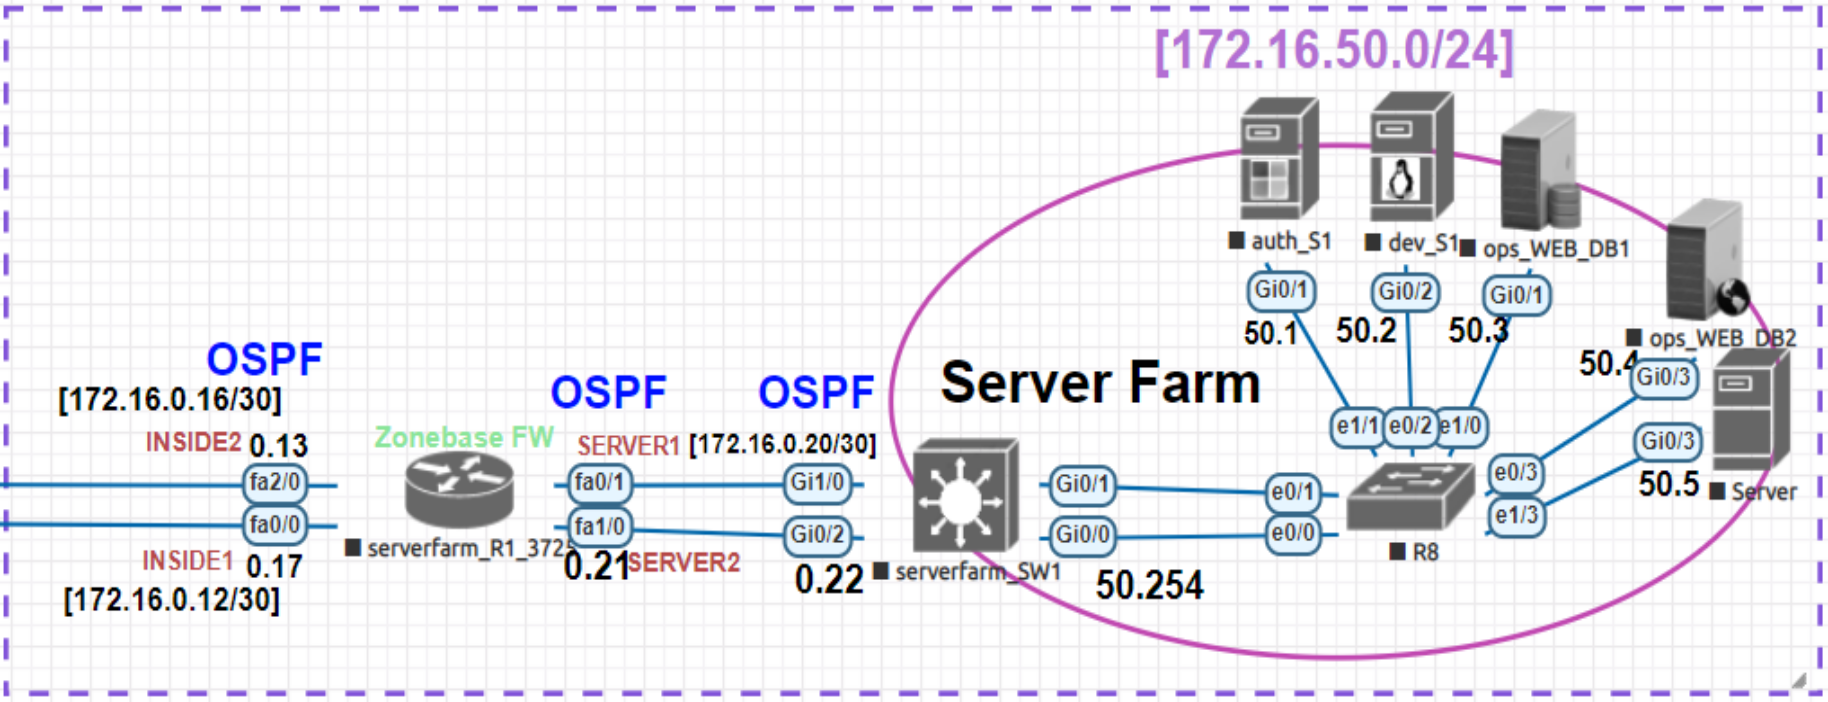 [172.16.50.0/24]
auth_S1
dev_S1
ops_WEB_DB1
Gi0/1
Gi0/2
Gi0/1
50.1
50.2
50.3
ops_WEB_DB2
50.4
Gi0/3
OSPF
[172.16.0.16/30]
INSIDE2 0.13
fa2/0
fa0/0
INSIDE1 0.17
[172.16.0.12/30]
Zonebase FW
serverfarm_R1_372
OSPF
OSPF
SERVER1 [172.16.0.20/30]
fa0/1
Gi1/0
fa1/0
Gi0/2
0.21 SERVER2
0.22
Server Farm
serverfarm_SW1
Gi0/1
e0/1
Gi0/0
e0/0
50.254
e1/1
e0/2
e1/0
R8
e0/3
e1/3
Gi0/3
50.5
Server